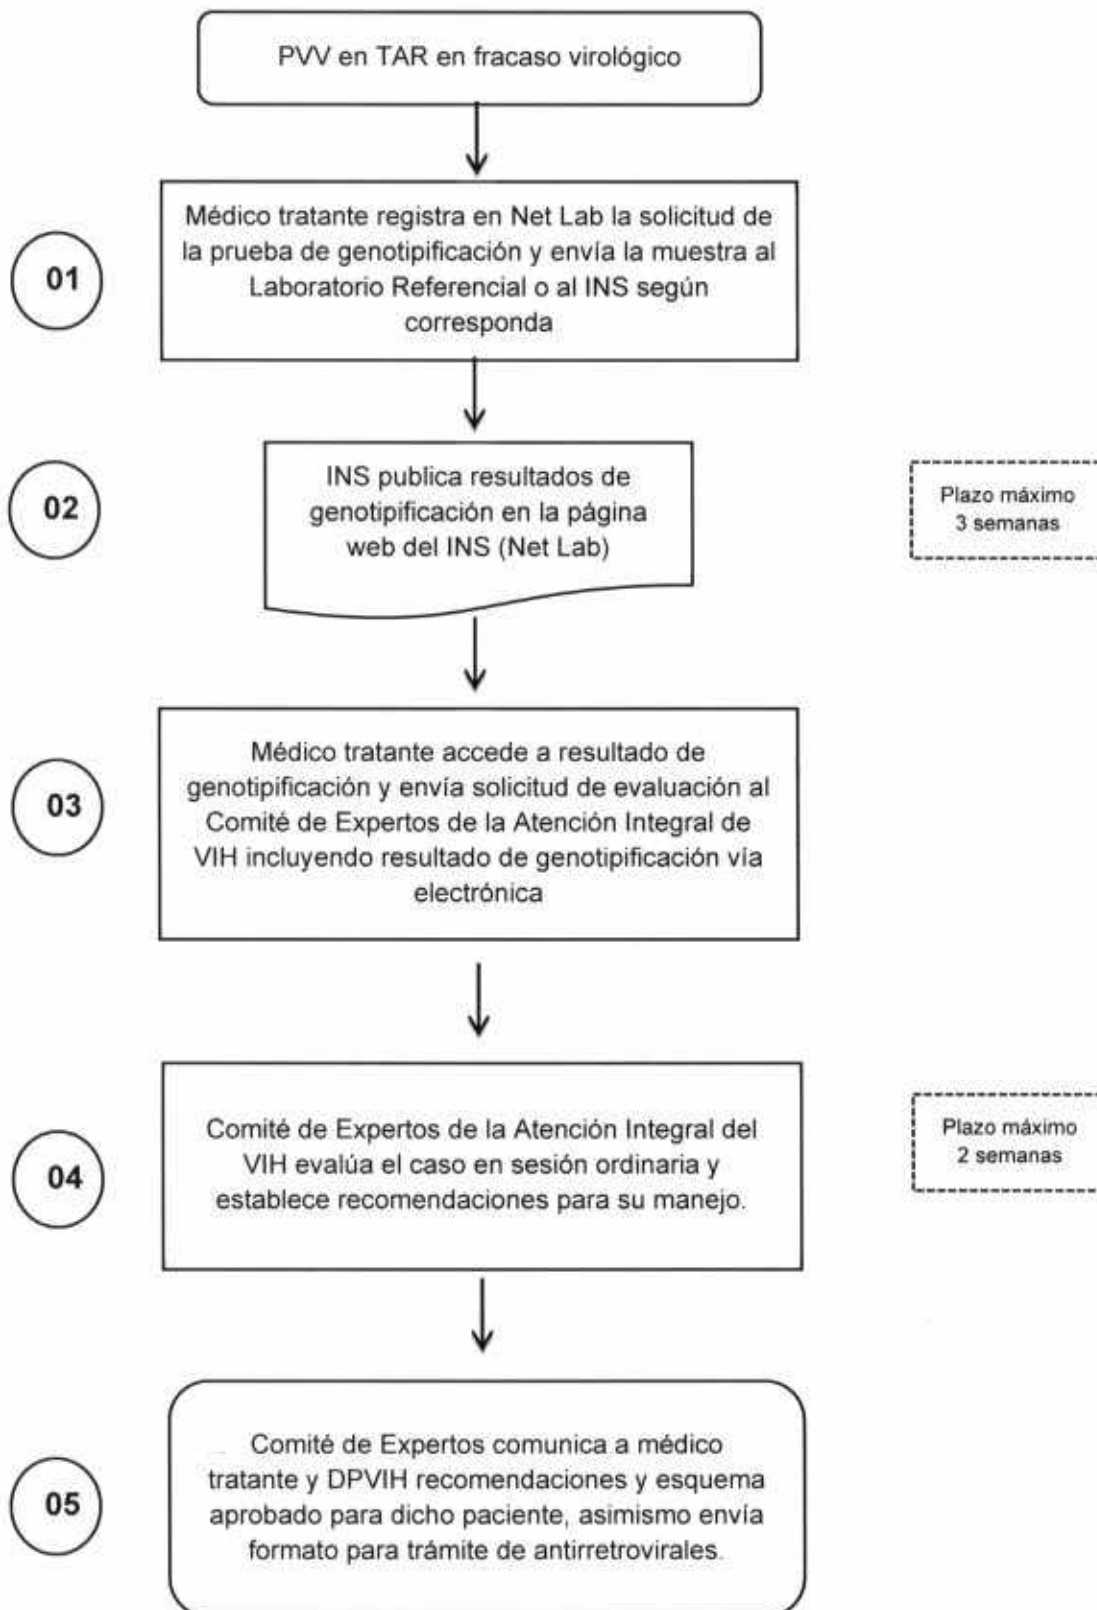 PVV en TAR en fracaso virológico
01
Médico tratante registra en Net Lab la solicitud de
la prueba de genotipificación y envía la muestra al
Laboratorio Referencial o al INS según
corresponda
02
INS publica resultados de
genotipificación en la página
web del INS (Net Lab)
Plazo máximo
3 semanas
03
Médico tratante accede a resultado de
genotipificación y envía solicitud de evaluación al
Comité de Expertos de la Atención Integral de
VIH incluyendo resultado de genotipificación vía
electrónica
04
Comité de Expertos de la Atención Integral del
VIH evalúa el caso en sesión ordinaria y
establece recomendaciones para su manejo.
Plazo máximo
2 semanas
05
Comité de Expertos comunica a médico
tratante y DPVIH recomendaciones y esquema
aprobado para dicho paciente, asimismo envía
formato para trámite de antirretrovirales.